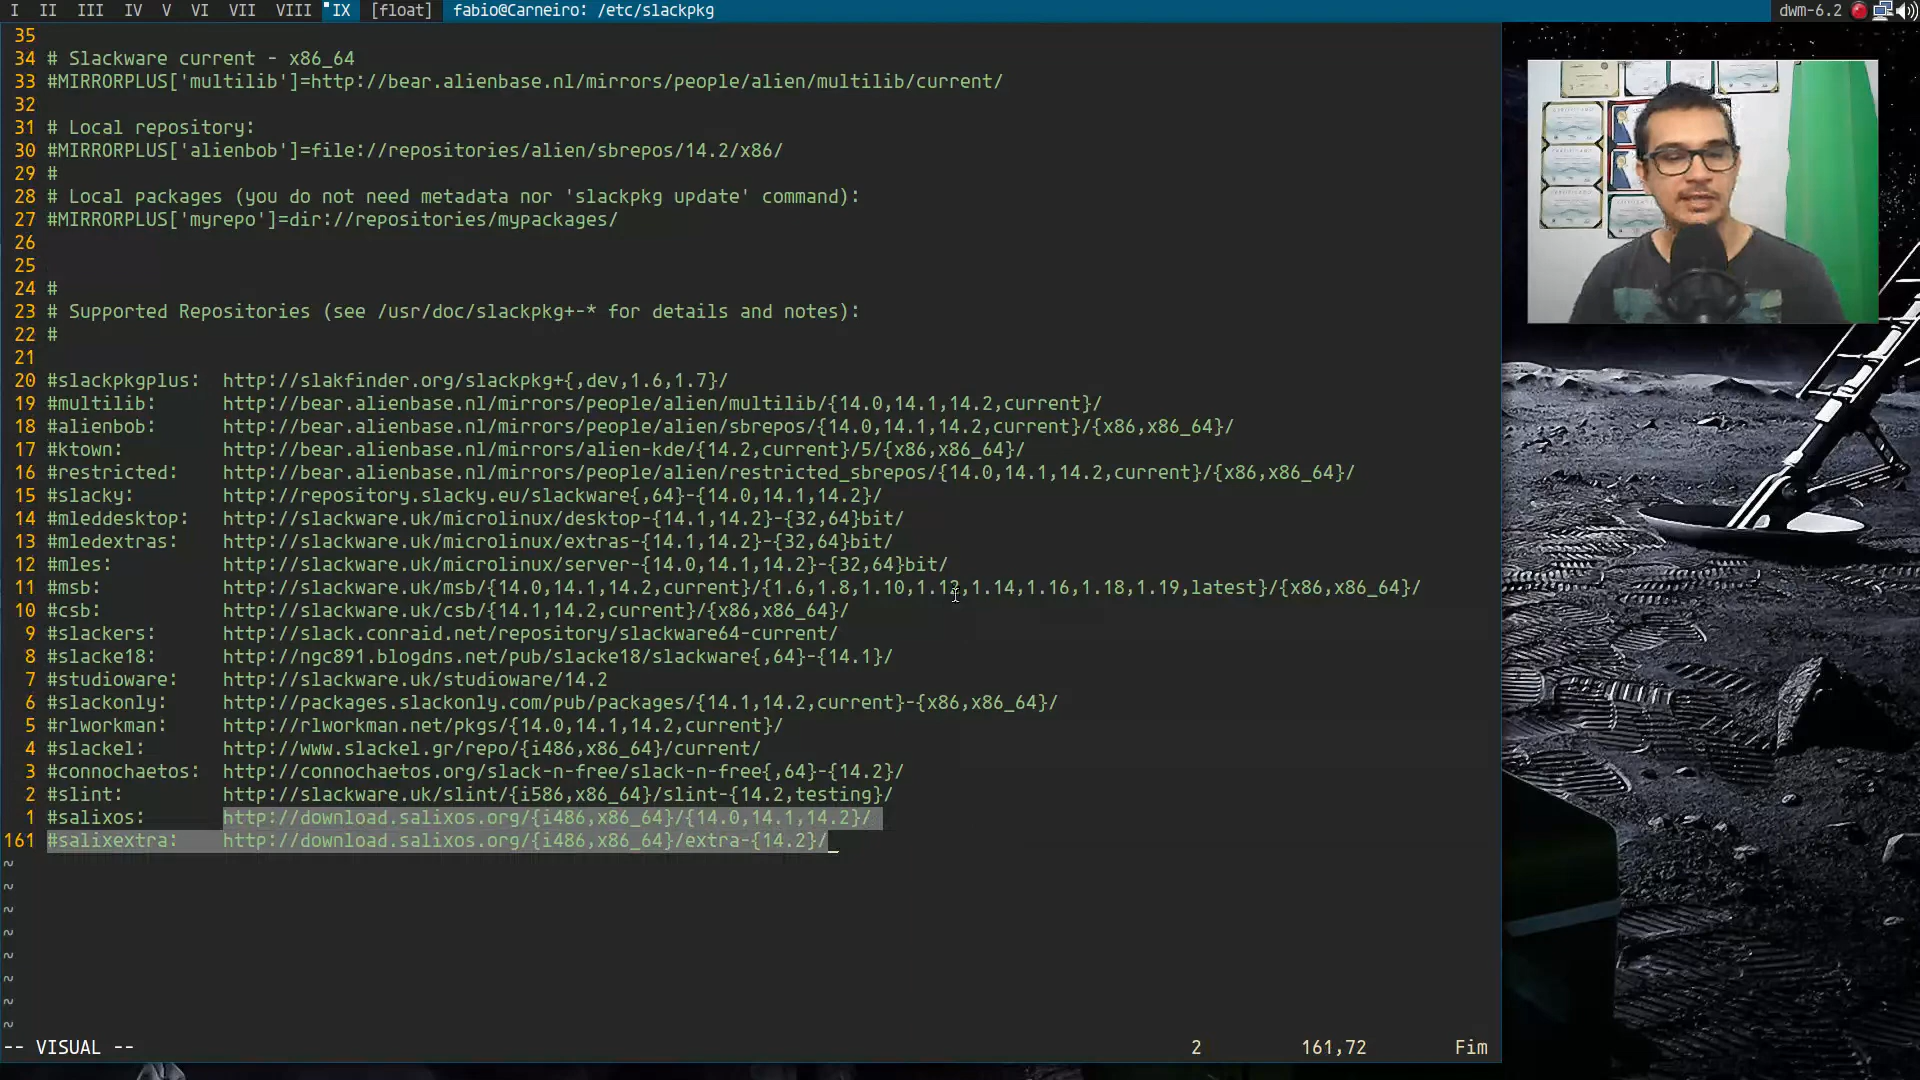 I II III IV V VI VII VIII IX [float] fabio@Carneiro: /etc/slackpkg dwm-6.2
35
34 # Slackware current - x86_64
33 #MIRRORPLUS['multilib']=http://bear.alienbase.nl/mirrors/people/alien/multilib/current/
32
31 # Local repository:
30 #MIRRORPLUS['alienbob']=file://repositories/alien/sbrepos/14.2/x86/
29 #
28 # Local packages (you do not need metadata nor 'slackpkg update' command):
27 #MIRRORPLUS['myrepo']=dir://repositories/mypackages/
26
25
24 #
23 # Supported Repositories (see /usr/doc/slackpkg+-* for details and notes):
22 #
21
20 #slackpkgplus: http://slakfinder.org/slackpkg+{,dev,1.6,1.7}/
19 #multilib: http://bear.alienbase.nl/mirrors/people/alien/multilib/{14.0,14.1,14.2,current}/
18 #alienbob: http://bear.alienbase.nl/mirrors/people/alien/sbrepos/{14.0,14.1,14.2,current}/{x86,x86_64}/
17 #ktown: http://bear.alienbase.nl/mirrors/alien-kde/{14.2,current}/5/{x86,x86_64}/
16 #restricted: http://bear.alienbase.nl/mirrors/people/alien/restricted_sbrepos/{14.0,14.1,14.2,current}/{x86,x86_64}/
15 #slacky: http://repository.slacky.eu/slackware{,64}-{14.0,14.1,14.2}/
14 #mleddesktop: http://slackware.uk/microlinux/desktop-{14.1,14.2}-{32,64}bit/
13 #mledextras: http://slackware.uk/microlinux/extras-{14.1,14.2}-{32,64}bit/
12 #mles: http://slackware.uk/microlinux/server-{14.0,14.1,14.2}-{32,64}bit/
11 #msb: http://slackware.uk/msb/{14.0,14.1,14.2,current}/{1.6,1.8,1.10,1.12,1.14,1.16,1.18,1.19,latest}/{x86,x86_64}/
10 #csb: http://slackware.uk/csb/{14.1,14.2,current}/{x86,x86_64}/
9 #slackers: http://slack.conraid.net/repository/slackware64-current/
8 #slacke18: http://ngc891.blogdns.net/pub/slacke18/slackware{,64}-{14.1}/
7 #studioware: http://slackware.uk/studioware/14.2
6 #slackonly: http://packages.slackonly.com/pub/packages/{14.1,14.2,current}-{x86,x86_64}/
5 #rlworkman: http://rlworkman.net/pkgs/{14.0,14.1,14.2,current}/
4 #slackel: http://www.slackel.gr/repo/{i486,x86_64}/current/
3 #connochaetos: http://connochaetos.org/slack-n-free/slack-n-free{,64}-{14.2}/
2 #slint: http://slackware.uk/slint/{i586,x86_64}/slint-{14.2,testing}/
1 #salixos: http://download.salixos.org/{i486,x86_64}/{14.0,14.1,14.2}/
161 #salixextra: http://download.salixos.org/{i486,x86_64}/extra-{14.2}/
~
~
~
~
~
~
~
~
-- VISUAL -- 2 161,72 Fim